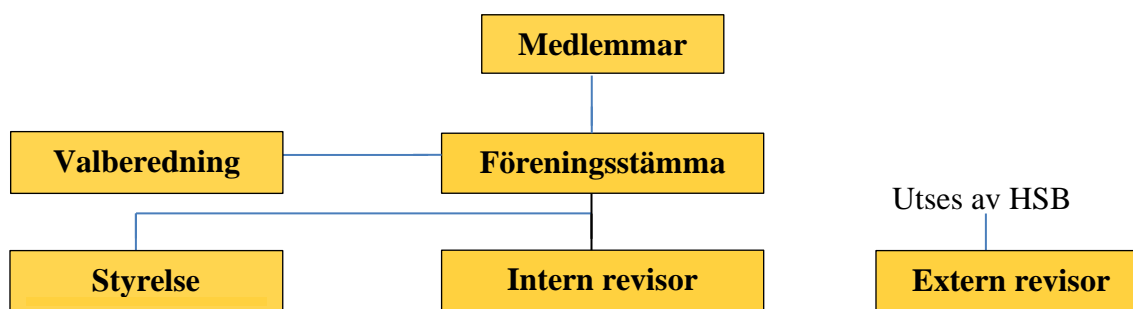 Medlemmar
Valberedning
Föreningsstämma
Utses av HSB
Styrelse
Intern revisor
Extern revisor